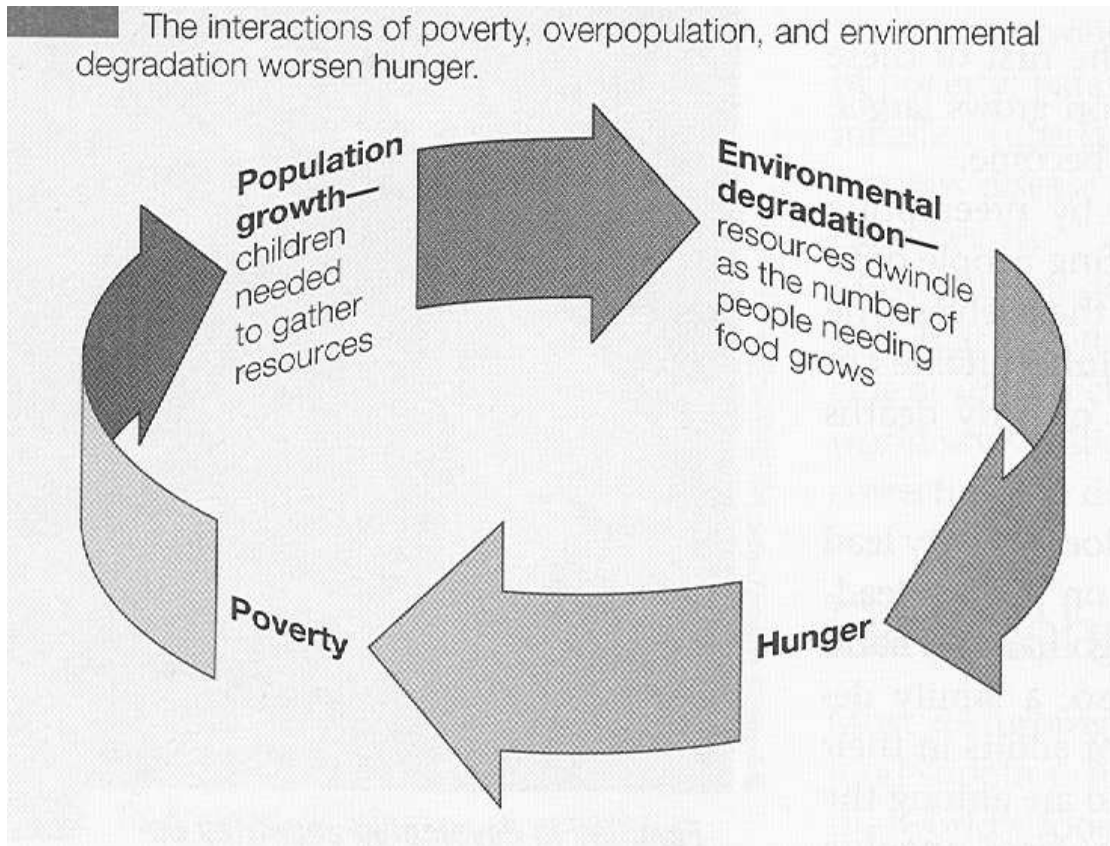 The interactions of poverty, overpopulation, and environmental
degradation worsen hunger.
Population
growth—
children
needed
to gather
resources
Environmental
degradation—
resources dwindle
as the number of
people needing
food grows
Hunger
Poverty